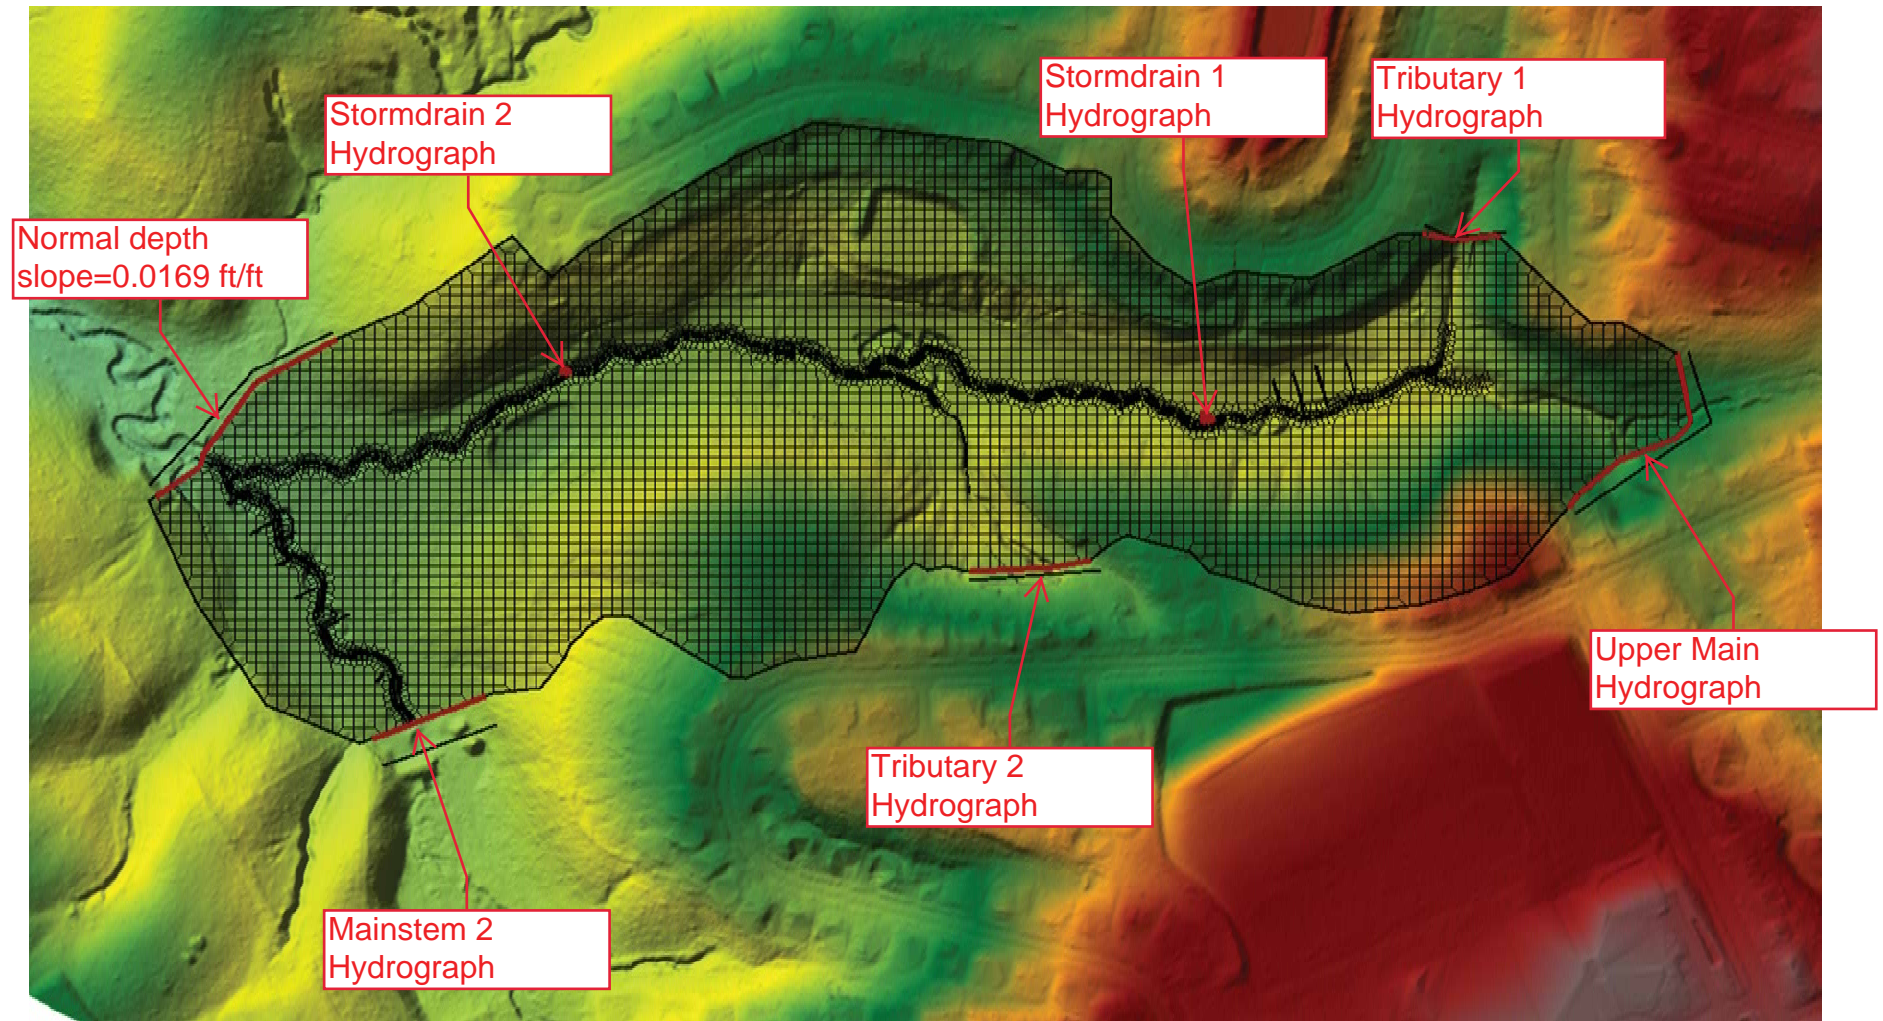 Stormdrain 1
Hydrograph
Tributary 1
Hydrograph
Stormdrain 2
Hydrograph
Normal depth
slope=0.0169 ft/ft
Upper Main
Hydrograph
Tributary 2
Hydrograph
Mainstem 2
Hydrograph